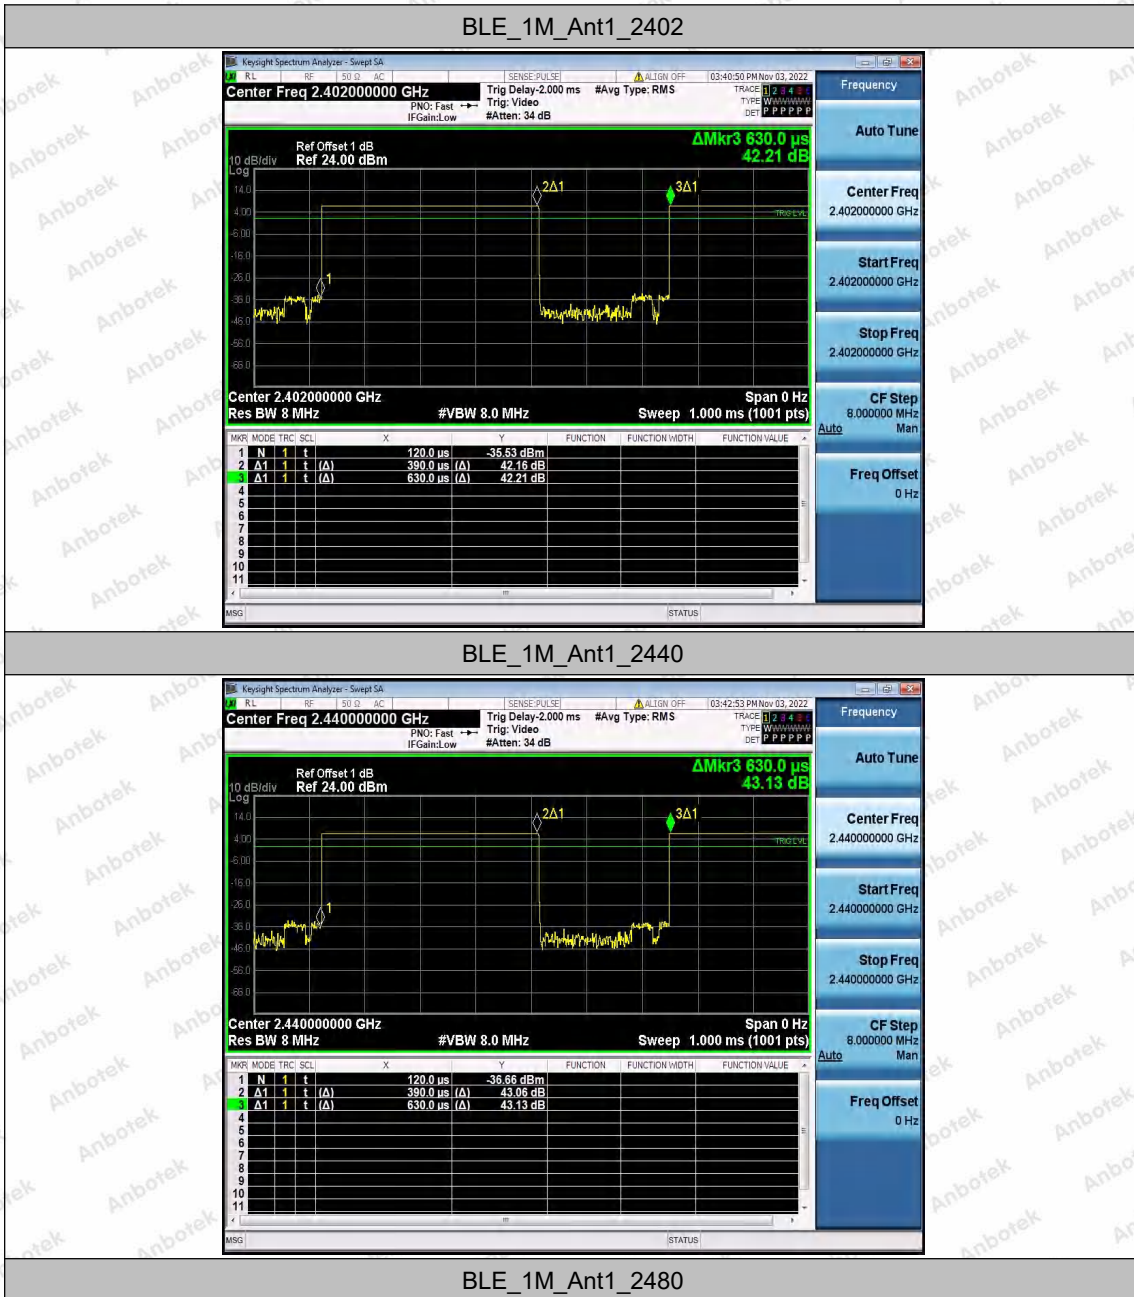 BLE_1M_Ant1_2402
Keysight Spectrum Analyzer - Swept SA
RL RF 50 Ω AC SENSE:PULSE ALIGN OFF 03:40:50 PM Nov 03, 2022
Center Freq 2.402000000 GHz
PNO: Fast
IFGain:Low
Trig Delay-2.000 ms
Trig: Video
#Atten: 34 dB
#Avg Type: RMS
TRACE 1 2 3 4 5 6
TYPE WWWWWW
DET P P P P P P
Ref Offset 1 dB
10 dB/div Ref 24.00 dBm
Log
ΔMkr3 630.0 µs
42.21 dB
14.0
4.00
-6.00
-16.0
-26.0
-36.0
-46.0
-56.0
-66.0
2Δ1
3Δ1
TRIG LVL
1
Center 2.402000000 GHz Span 0 Hz
Res BW 8 MHz #VBW 8.0 MHz Sweep 1.000 ms (1001 pts)
MKR MODE TRC SCL X Y FUNCTION FUNCTION WIDTH FUNCTION VALUE
1 N 1 t 120.0 µs -35.53 dBm
2 Δ1 1 t (Δ) 390.0 µs (Δ) 42.16 dB
3 Δ1 1 t (Δ) 630.0 µs (Δ) 42.21 dB
4
5
6
7
8
9
10
11
MSG STATUS
Frequency
Auto Tune
Center Freq
2.402000000 GHz
Start Freq
2.402000000 GHz
Stop Freq
2.402000000 GHz
CF Step
8.000000 MHz
Auto Man
Freq Offset
0 Hz
BLE_1M_Ant1_2440
Keysight Spectrum Analyzer - Swept SA
RL RF 50 Ω AC SENSE:PULSE ALIGN OFF 03:42:53 PM Nov 03, 2022
Center Freq 2.440000000 GHz
PNO: Fast
IFGain:Low
Trig Delay-2.000 ms
Trig: Video
#Atten: 34 dB
#Avg Type: RMS
TRACE 1 2 3 4 5 6
TYPE WWWWWW
DET P P P P P P
Ref Offset 1 dB
10 dB/div Ref 24.00 dBm
Log
ΔMkr3 630.0 µs
43.13 dB
14.0
4.00
-6.00
-16.0
-26.0
-36.0
-46.0
-56.0
-66.0
2Δ1
3Δ1
TRIG LVL
1
Center 2.440000000 GHz Span 0 Hz
Res BW 8 MHz #VBW 8.0 MHz Sweep 1.000 ms (1001 pts)
MKR MODE TRC SCL X Y FUNCTION FUNCTION WIDTH FUNCTION VALUE
1 N 1 t 120.0 µs -36.66 dBm
2 Δ1 1 t (Δ) 390.0 µs (Δ) 43.06 dB
3 Δ1 1 t (Δ) 630.0 µs (Δ) 43.13 dB
4
5
6
7
8
9
10
11
MSG STATUS
Frequency
Auto Tune
Center Freq
2.440000000 GHz
Start Freq
2.440000000 GHz
Stop Freq
2.440000000 GHz
CF Step
8.000000 MHz
Auto Man
Freq Offset
0 Hz
BLE_1M_Ant1_2480
Anbotek